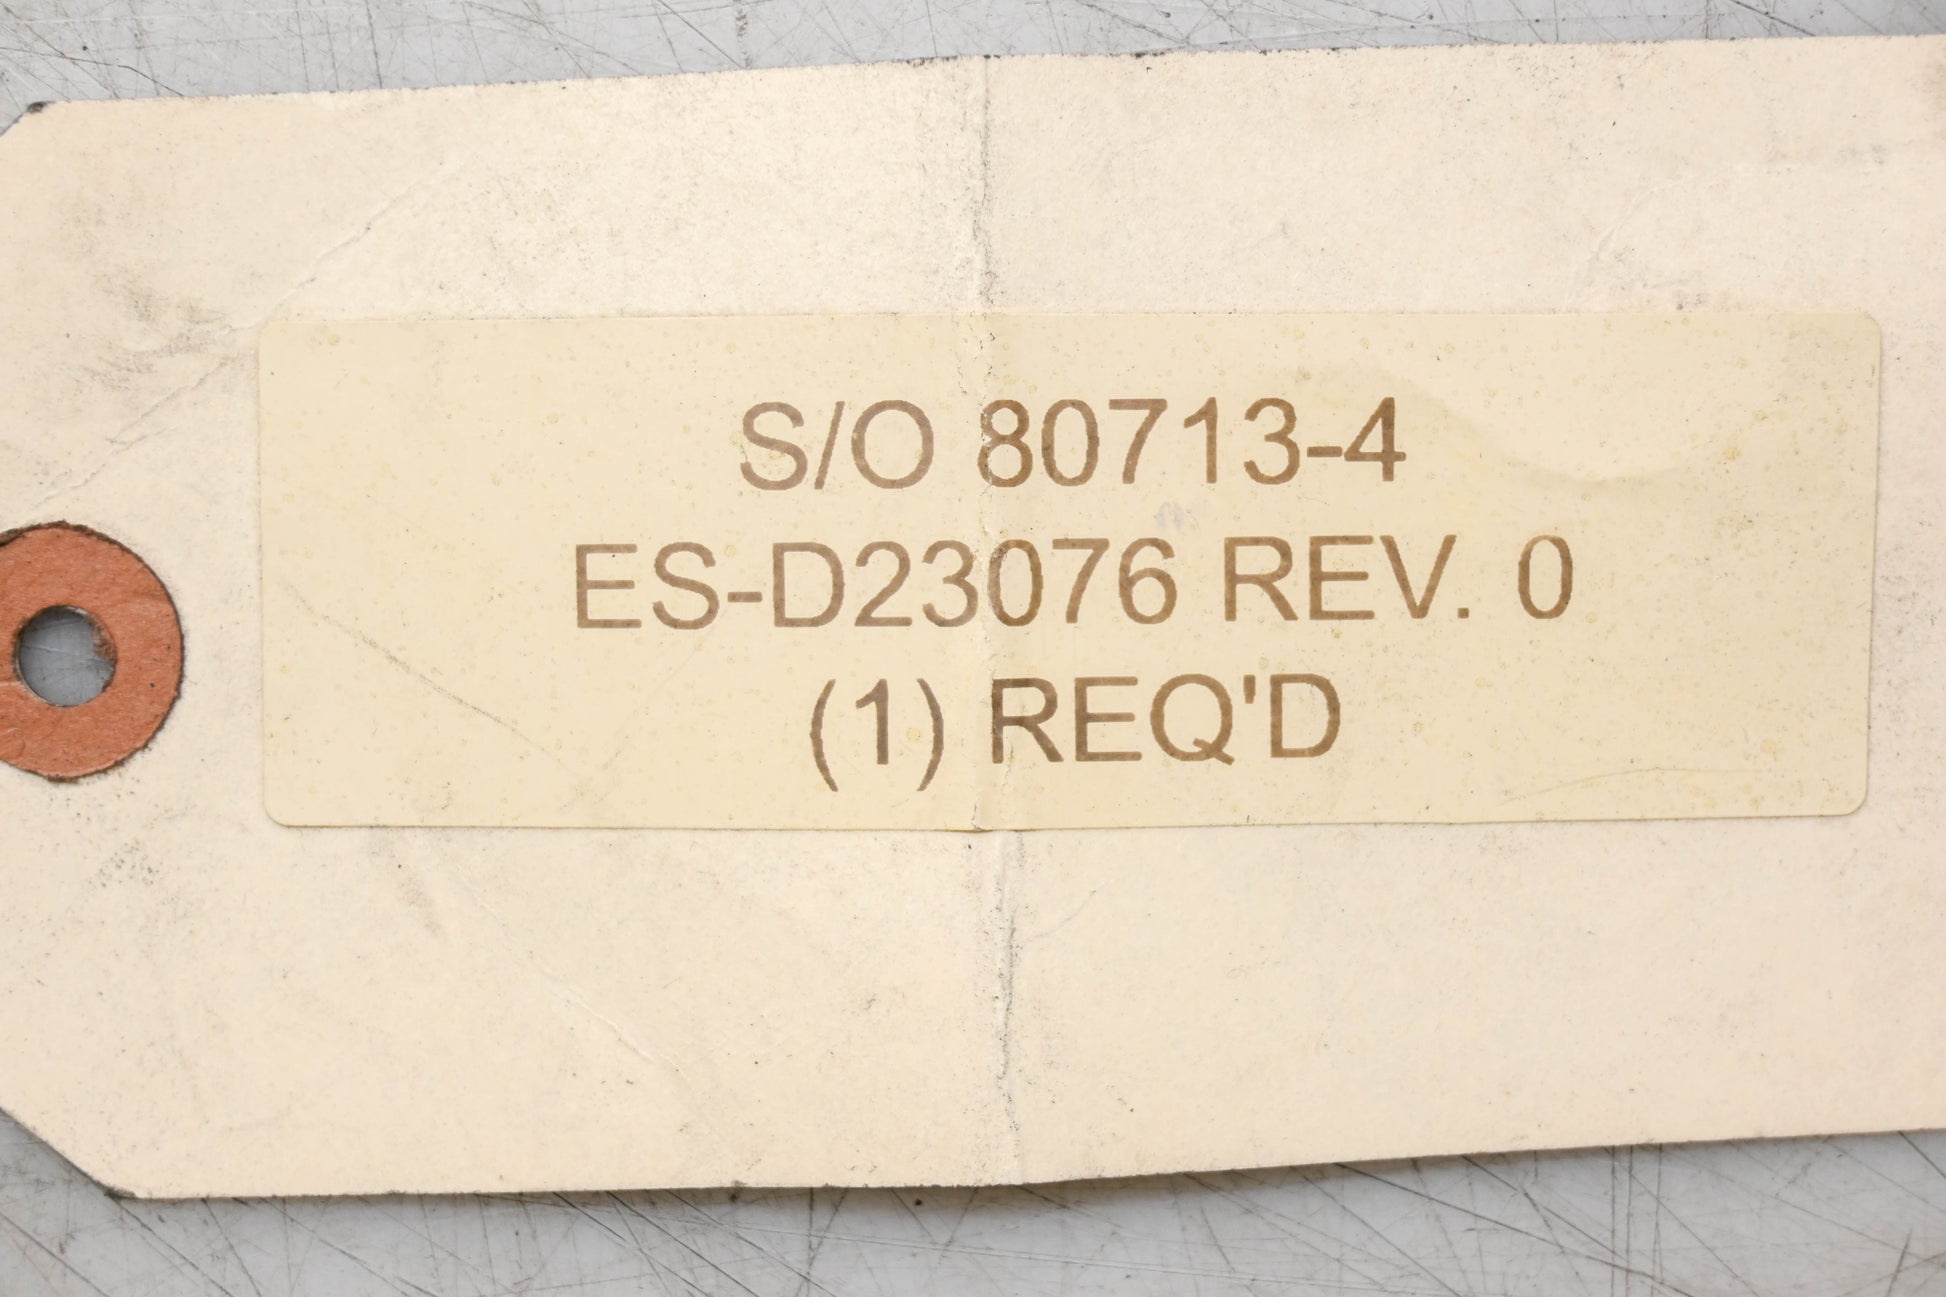 S/O 80713-4
ES-D23076 REV. 0
(1) REQ'D